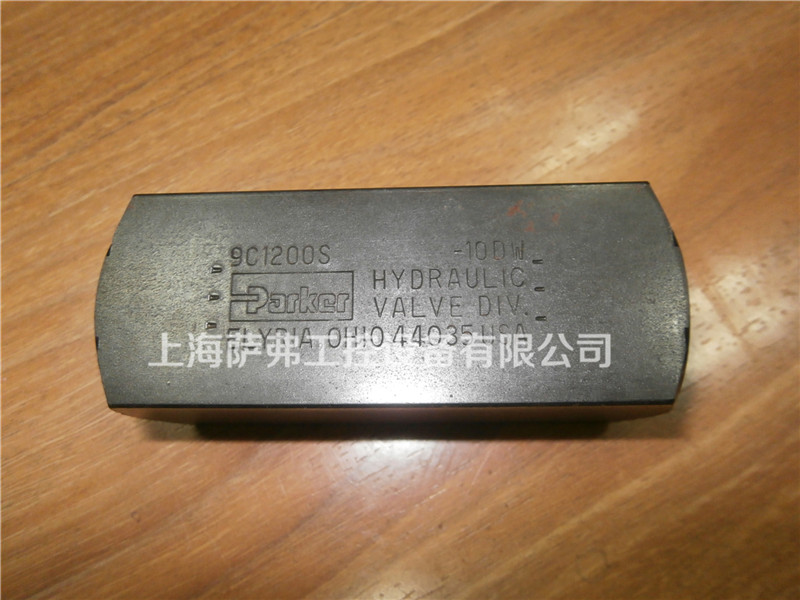 9C1200S -10DW
Parker HYDRAULIC
VALVE DIV.
ELYRIA, OHIO 44035 USA
上海萨弗工控设备有限公司